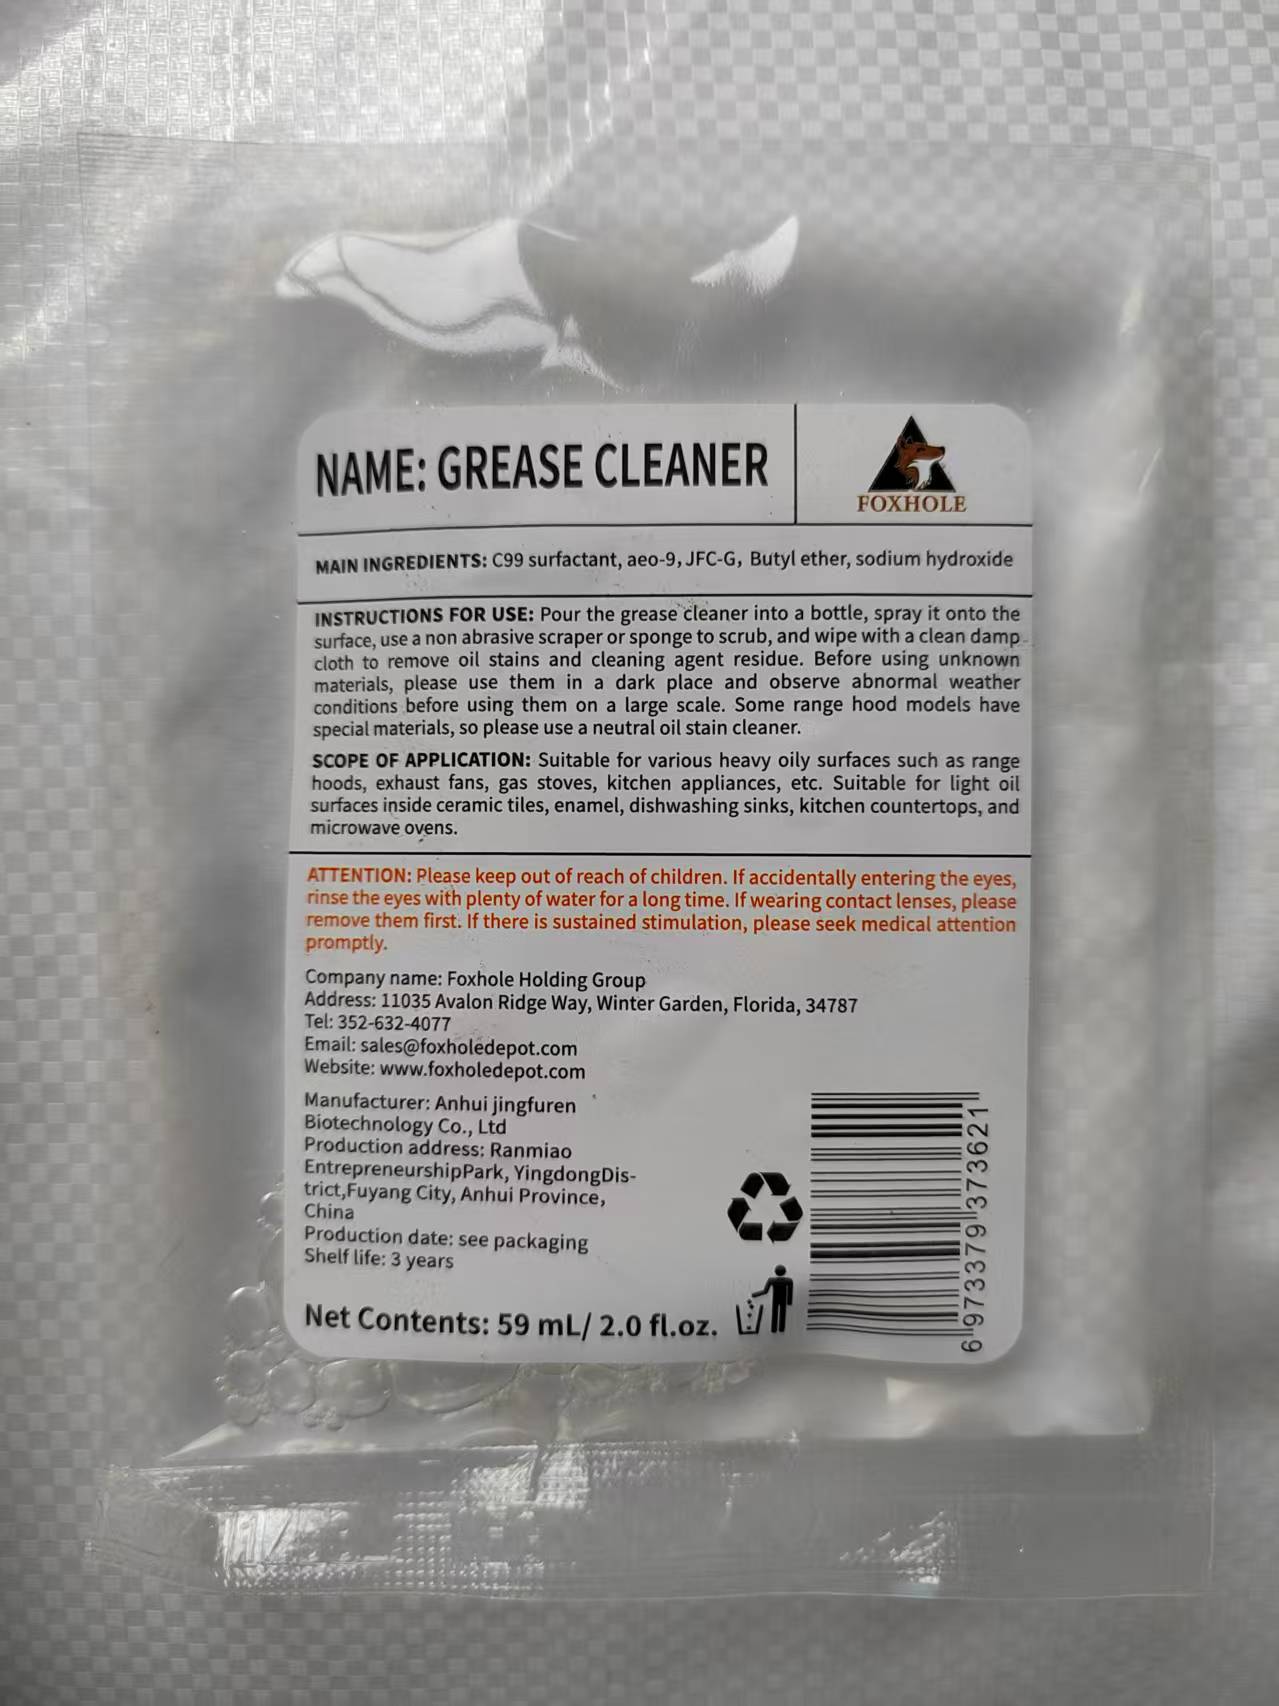 NAME: GREASE CLEANER
FOXHOLE
MAIN INGREDIENTS: C99 surfactant, aeo-9, JFC-G, Butyl ether, sodium hydroxide
INSTRUCTIONS FOR USE: Pour the grease cleaner into a bottle, spray it onto the
surface, use a non abrasive scraper or sponge to scrub, and wipe with a clean damp
cloth to remove oil stains and cleaning agent residue. Before using unknown
materials, please use them in a dark place and observe abnormal weather
conditions before using them on a large scale. Some range hood models have
special materials, so please use a neutral oil stain cleaner.
SCOPE OF APPLICATION: Suitable for various heavy oily surfaces such as range
hoods, exhaust fans, gas stoves, kitchen appliances, etc. Suitable for light oil
surfaces inside ceramic tiles, enamel, dishwashing sinks, kitchen countertops, and
microwave ovens.
ATTENTION: Please keep out of reach of children. If accidentally entering the eyes,
rinse the eyes with plenty of water for a long time. If wearing contact lenses, please
remove them first. If there is sustained stimulation, please seek medical attention
promptly.
Company name: Foxhole Holding Group
Address: 11035 Avalon Ridge Way, Winter Garden, Florida, 34787
Tel: 352-632-4077
Email: sales@foxholedepot.com
Website: www.foxholedepot.com
Manufacturer: Anhui jingfuren
Biotechnology Co., Ltd
Production address: Ranmiao
EntrepreneurshipPark, YingdongDis-
trict,Fuyang City, Anhui Province,
China
Production date: see packaging
Shelf life: 3 years
Net Contents: 59 mL/ 2.0 fl.oz.
6 973379 373621